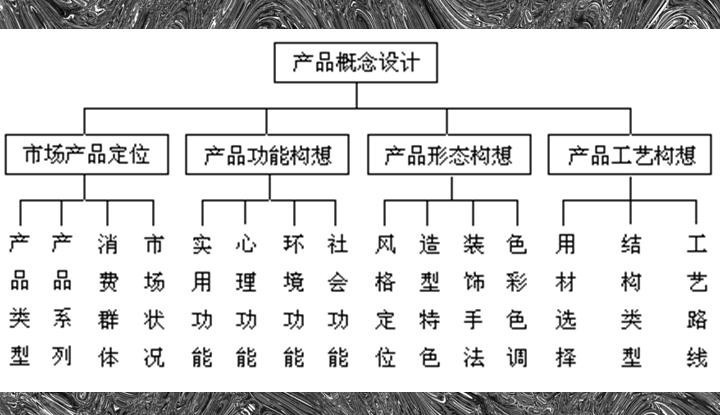 产品概念设计
市场产品定位
产品功能构想
产品形态构想
产品工艺构想
产品类型
产品系列
消费群体
市场状况
实用功能
心理功能
环境功能
社会功能
风格定位
造型特色
装饰手法
色彩色调
用材选择
结构类型
工艺路线